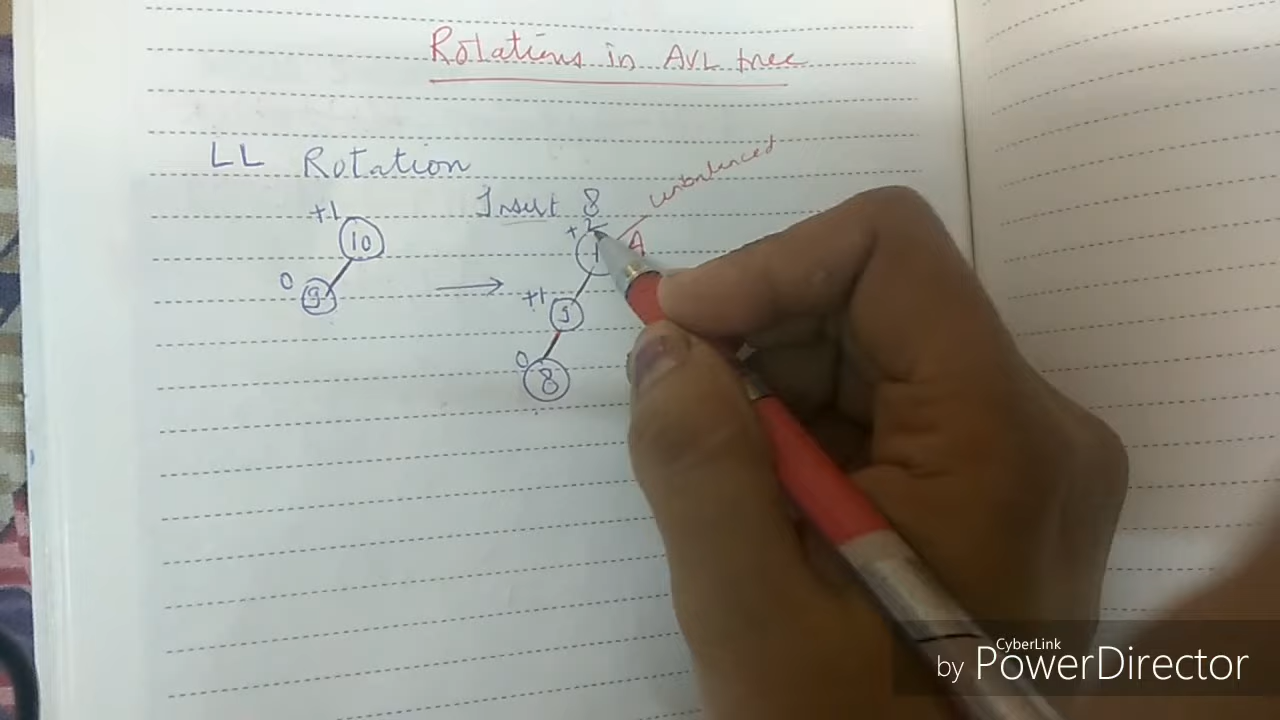 Rotations in AVL tree
LL Rotation
unbalanced
Insert 8
+1
+2
10
A
0
9
+1
9
0
8
CyberLink
by PowerDirector